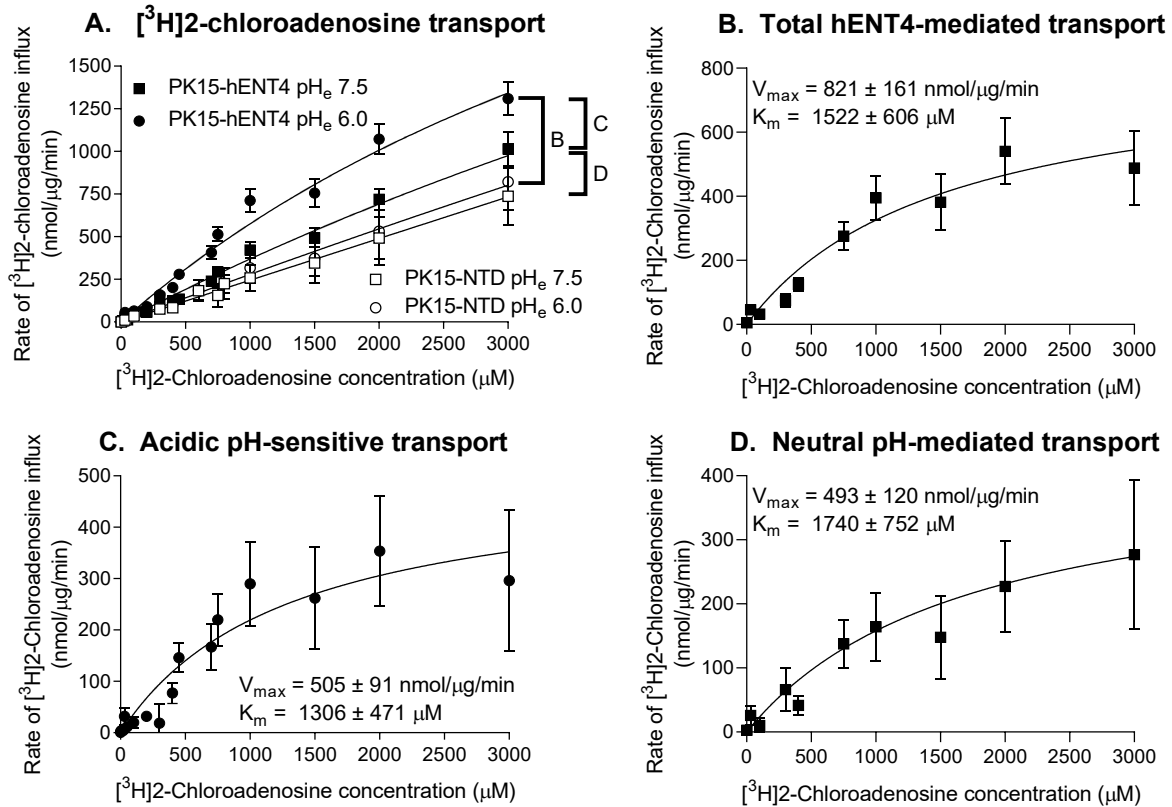 A. [³H]2-chloroadenosine transport
Rate of [³H]2-chloroadenosine influx
(nmol/μg/min)
1500
1250
1000
750
500
250
0
PK15-hENT4 pHₑ 7.5
PK15-hENT4 pHₑ 6.0
B
C
D
PK15-NTD pHₑ 7.5
PK15-NTD pHₑ 6.0
0 500 1000 1500 2000 2500 3000
[³H]2-Chloroadenosine concentration (μM)
B. Total hENT4-mediated transport
Rate of [³H]2-Chloroadenosine influx
(nmol/μg/min)
800
600
400
200
0
Vₘₐₓ = 821 ± 161 nmol/μg/min
Kₘ = 1522 ± 606 μM
0 500 1000 1500 2000 2500 3000
[³H]2-Chloroadenosine concentration (μM)
C. Acidic pH-sensitive transport
Rate of [³H]2-Chloroadenosine influx
(nmol/μg/min)
500
400
300
200
100
0
Vₘₐₓ = 505 ± 91 nmol/μg/min
Kₘ = 1306 ± 471 μM
0 500 1000 1500 2000 2500 3000
[³H]2-Chloroadenosine concentration (μM)
D. Neutral pH-mediated transport
Rate of [³H]2-Chloroadenosine influx
(nmol/μg/min)
400
300
200
100
0
Vₘₐₓ = 493 ± 120 nmol/μg/min
Kₘ = 1740 ± 752 μM
0 500 1000 1500 2000 2500 3000
[³H]2-Chloroadenosine concentration (μM)